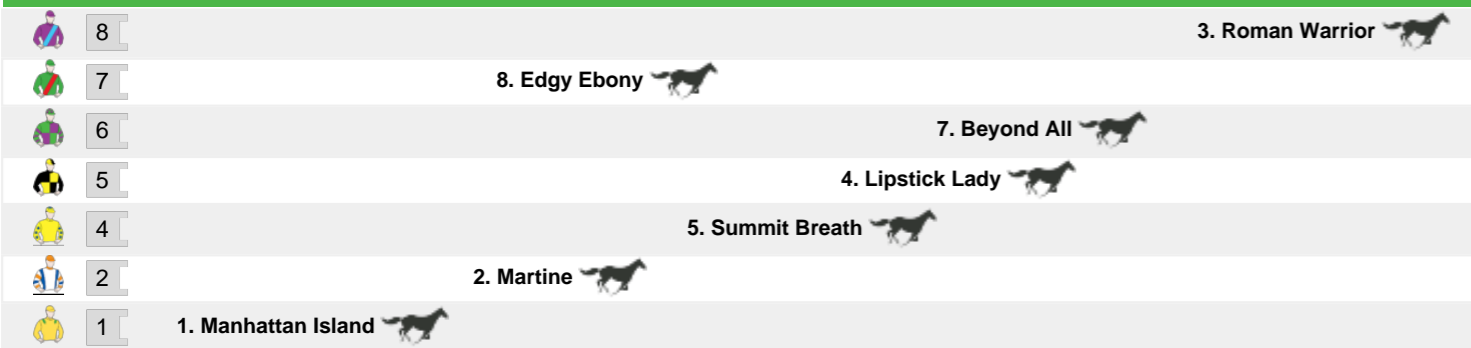 8 3. Roman Warrior
7 8. Edgy Ebony
6 7. Beyond All
5 4. Lipstick Lady
4 5. Summit Breath
2 2. Martine
1 1. Manhattan Island